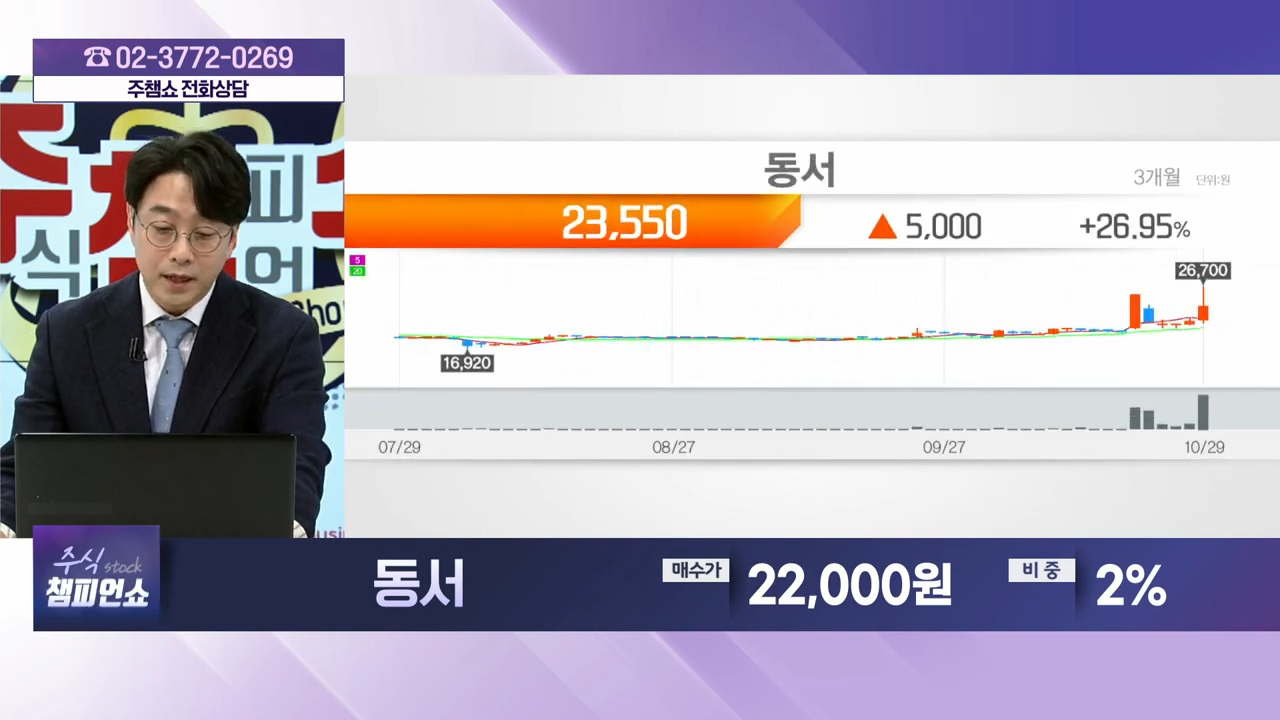 ☎02-3772-0269
주챔쇼 전화상담
피
식
어
동서
3개월 단위:원
23,550 ▲ 5,000 +26.95%
5
20
26,700
16,920
07/29 08/27 09/27 10/29
주식 stock
챔피언쇼
동서 매수가 22,000원 비중 2%